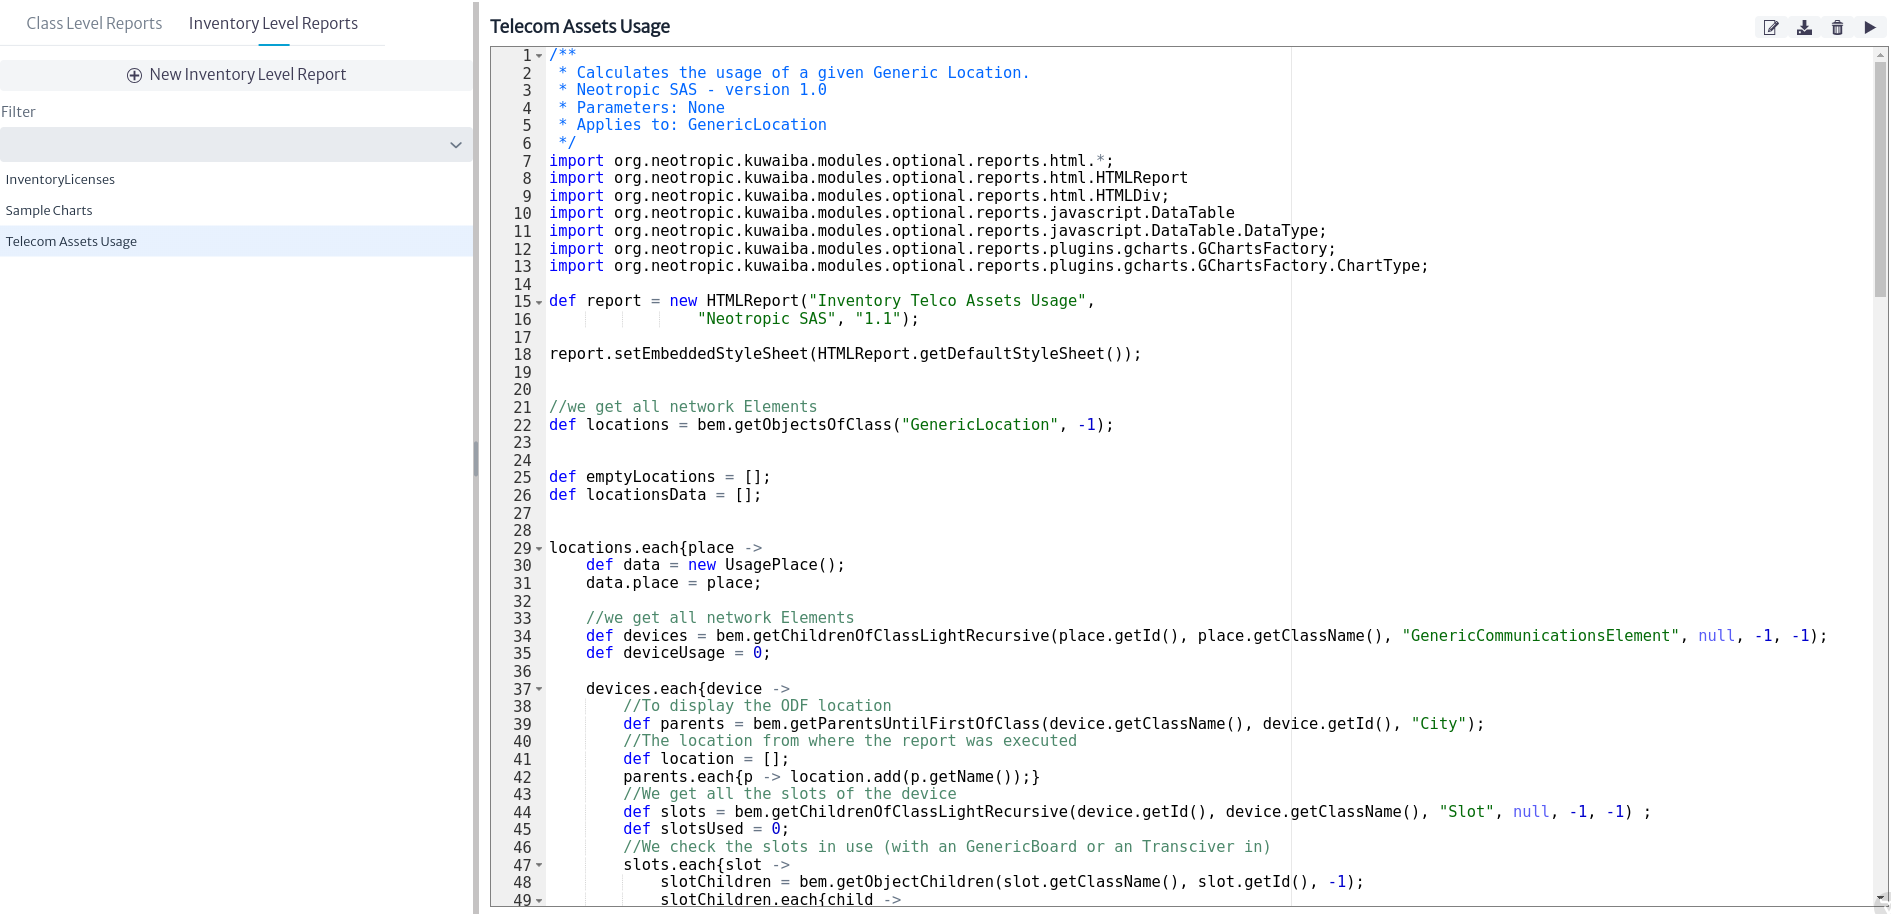 Class Level Reports
Inventory Level Reports
New Inventory Level Report
Filter
InventoryLicenses
Sample Charts
Telecom Assets Usage
Telecom Assets Usage
1 /**
2  * Calculates the usage of a given Generic Location.
3  * Neotropic SAS - version 1.0
4  * Parameters: None
5  * Applies to: GenericLocation
6  */
7 import org.neotropic.kuwaiba.modules.optional.reports.html.*;
8 import org.neotropic.kuwaiba.modules.optional.reports.html.HTMLReport
9 import org.neotropic.kuwaiba.modules.optional.reports.html.HTMLDiv;
10 import org.neotropic.kuwaiba.modules.optional.reports.javascript.DataTable
11 import org.neotropic.kuwaiba.modules.optional.reports.javascript.DataTable.DataType;
12 import org.neotropic.kuwaiba.modules.optional.reports.plugins.gcharts.GChartsFactory;
13 import org.neotropic.kuwaiba.modules.optional.reports.plugins.gcharts.GChartsFactory.ChartType;
14
15 def report = new HTMLReport("Inventory Telco Assets Usage",
16                 "Neotropic SAS", "1.1");
17
18 report.setEmbeddedStyleSheet(HTMLReport.getDefaultStyleSheet());
19
20
21 //we get all network Elements
22 def locations = bem.getObjectsOfClass("GenericLocation", -1);
23
24
25 def emptyLocations = [];
26 def locationsData = [];
27
28
29 locations.each{place ->
30     def data = new UsagePlace();
31     data.place = place;
32
33     //we get all network Elements
34     def devices = bem.getChildrenOfClassLightRecursive(place.getId(), place.getClassName(), "GenericCommunicationsElement", null, -1, -1);
35     def deviceUsage = 0;
36
37     devices.each{device ->
38         //To display the ODF location
39         def parents = bem.getParentsUntilFirstOfClass(device.getClassName(), device.getId(), "City");
40         //The location from where the report was executed
41         def location = [];
42         parents.each{p -> location.add(p.getName());}
43         //We get all the slots of the device
44         def slots = bem.getChildrenOfClassLightRecursive(device.getId(), device.getClassName(), "Slot", null, -1, -1) ;
45         def slotsUsed = 0;
46         //We check the slots in use (with an GenericBoard or an Transciver in)
47         slots.each{slot ->
48             slotChildren = bem.getObjectChildren(slot.getClassName(), slot.getId(), -1);
49             slotChildren.each{child ->